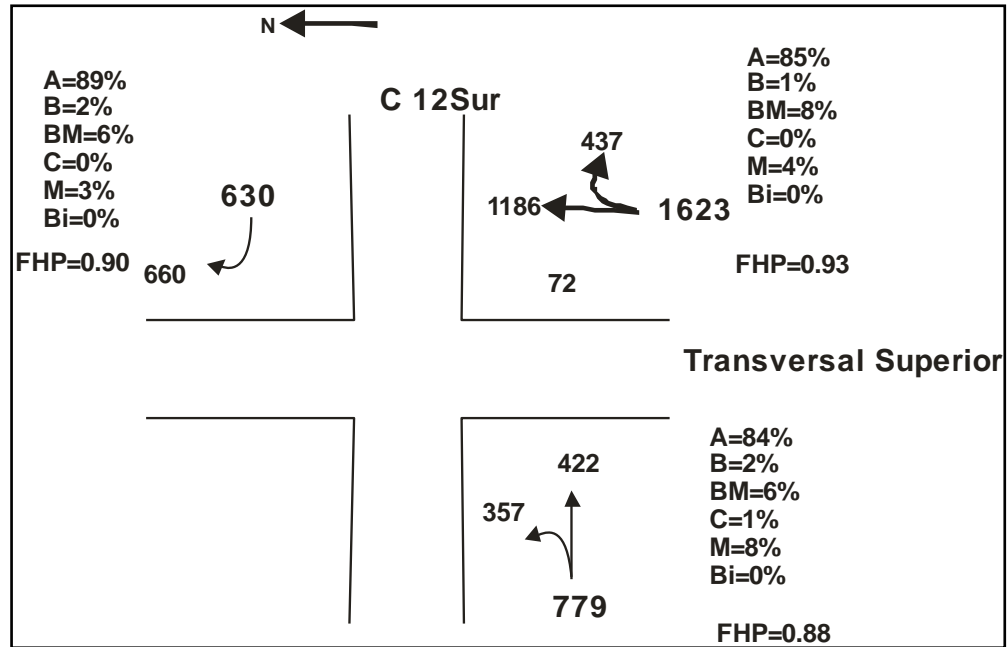 N
A=89%
B=2%
BM=6%
C=0%
M=3%
Bi=0%
FHP=0.90
630
660
C 12Sur
437
1186
1623
72
A=85%
B=1%
BM=8%
C=0%
M=4%
Bi=0%
FHP=0.93
Transversal Superior
422
357
779
A=84%
B=2%
BM=6%
C=1%
M=8%
Bi=0%
FHP=0.88